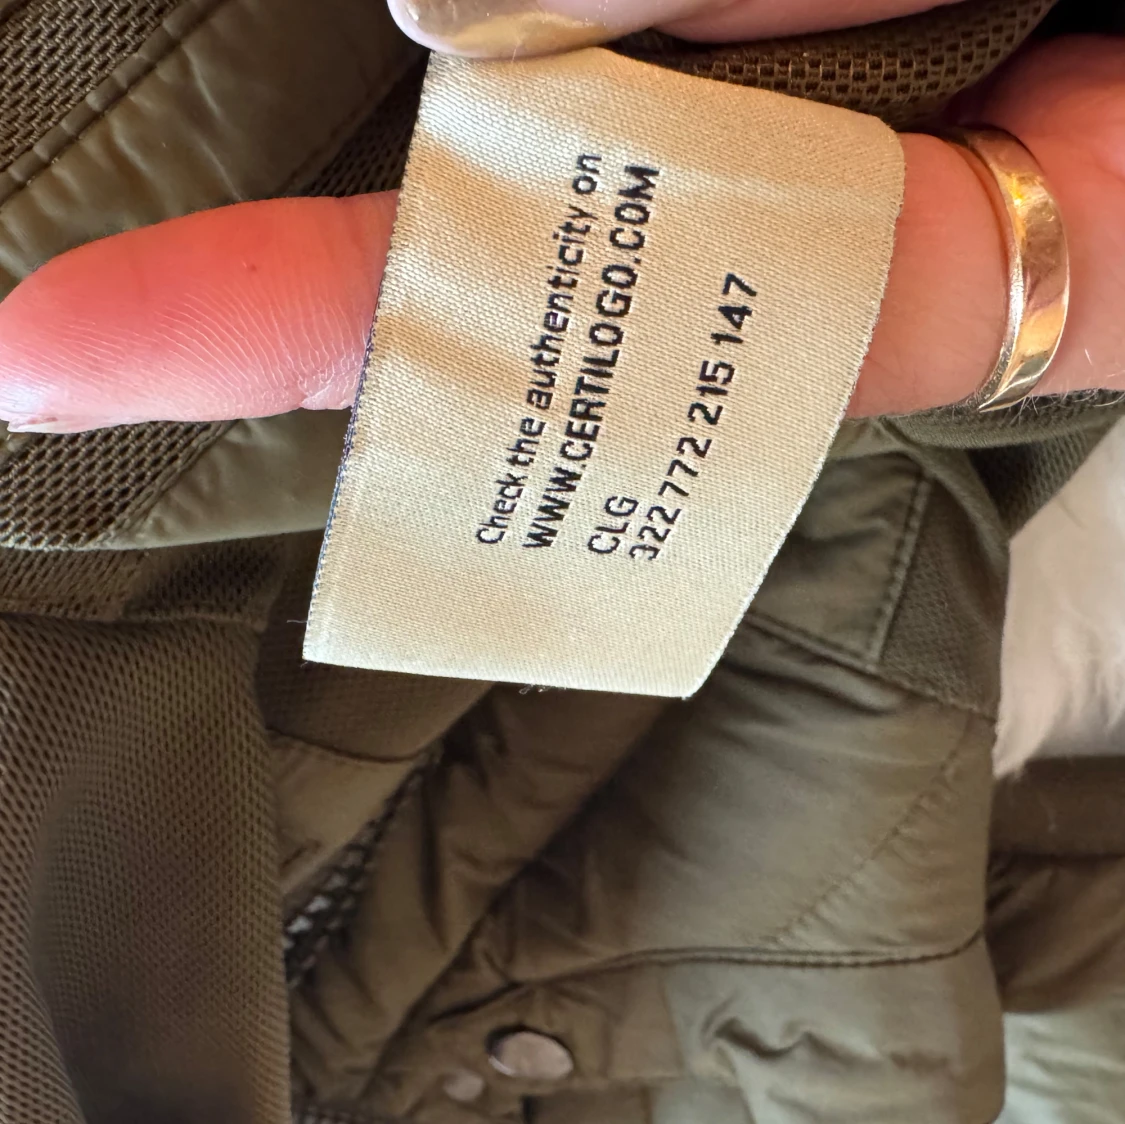 Check the authenticity on
WWW.CERTILOGO.COM
CLG
322 772 215 147